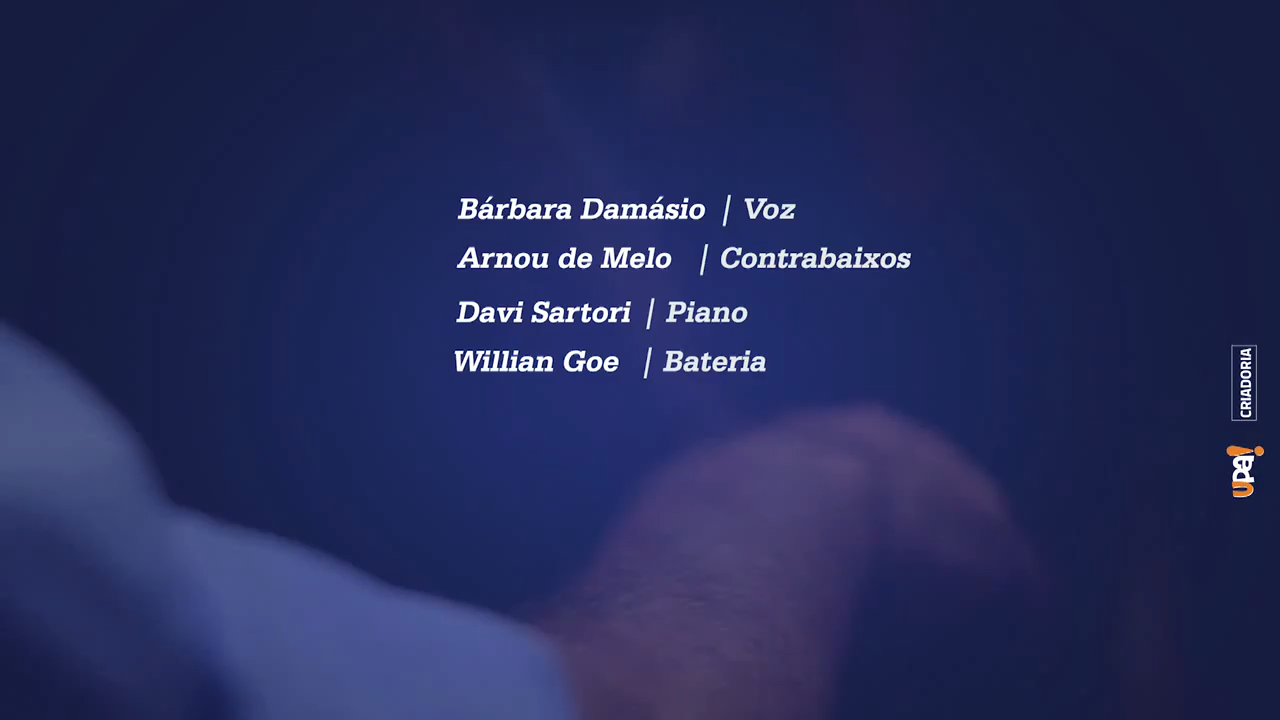 Bárbara Damásio | Voz
Arnou de Melo | Contrabaixos
Davi Sartori | Piano
Willian Goe | Bateria
CRIADORIA
upa!